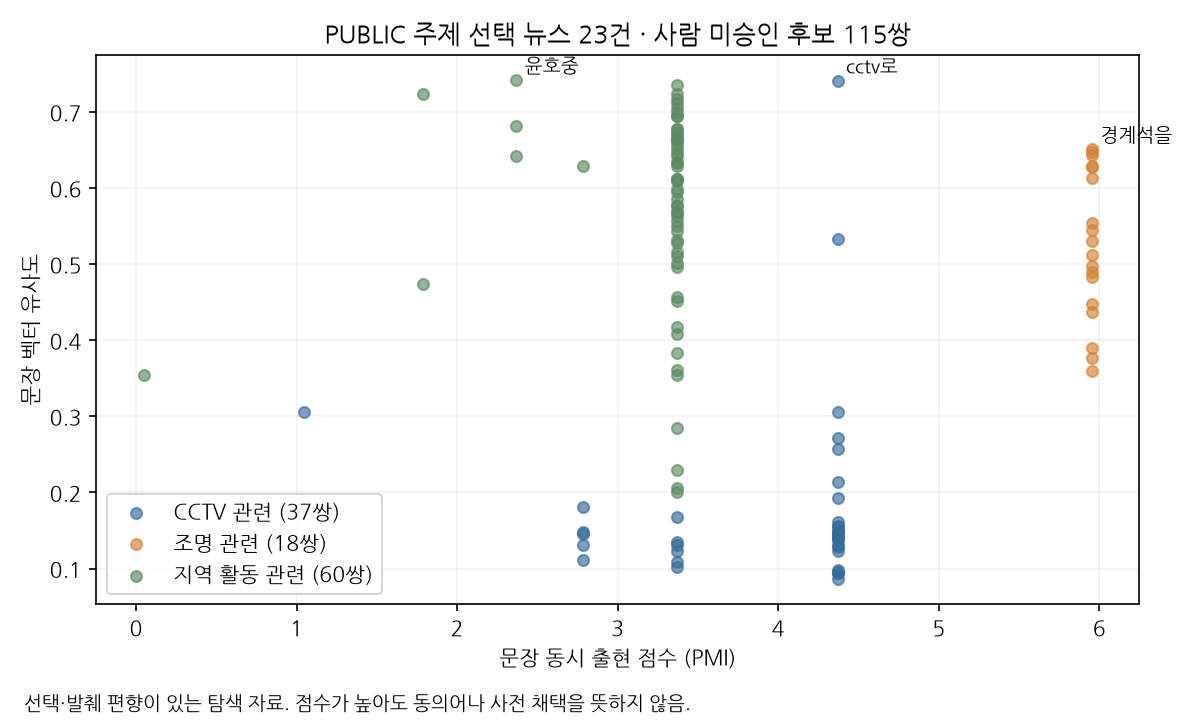 PUBLIC 주제 선택 뉴스 23건 · 사람 미승인 후보 115쌍
윤호중
cctv로
경계석을
문장 벡터 유사도
0.7
0.6
0.5
0.4
0.3
0.2
0.1
CCTV 관련 (37쌍)
조명 관련 (18쌍)
지역 활동 관련 (60쌍)
0 1 2 3 4 5 6
문장 동시 출현 점수 (PMI)
선택·발췌 편향이 있는 탐색 자료. 점수가 높아도 동의어나 사전 채택을 뜻하지 않음.